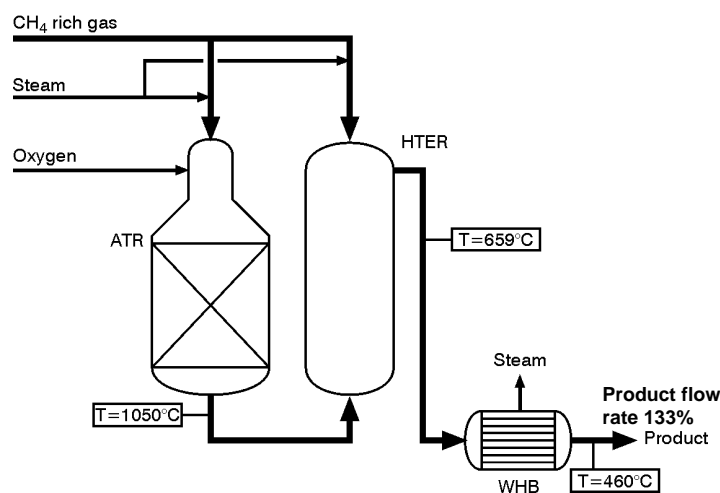 CH₄ rich gas
Steam
Oxygen
HTER
ATR
T=659°C
T=1050°C
Steam
Product flow
rate 133%
Product
WHB
T=460°C